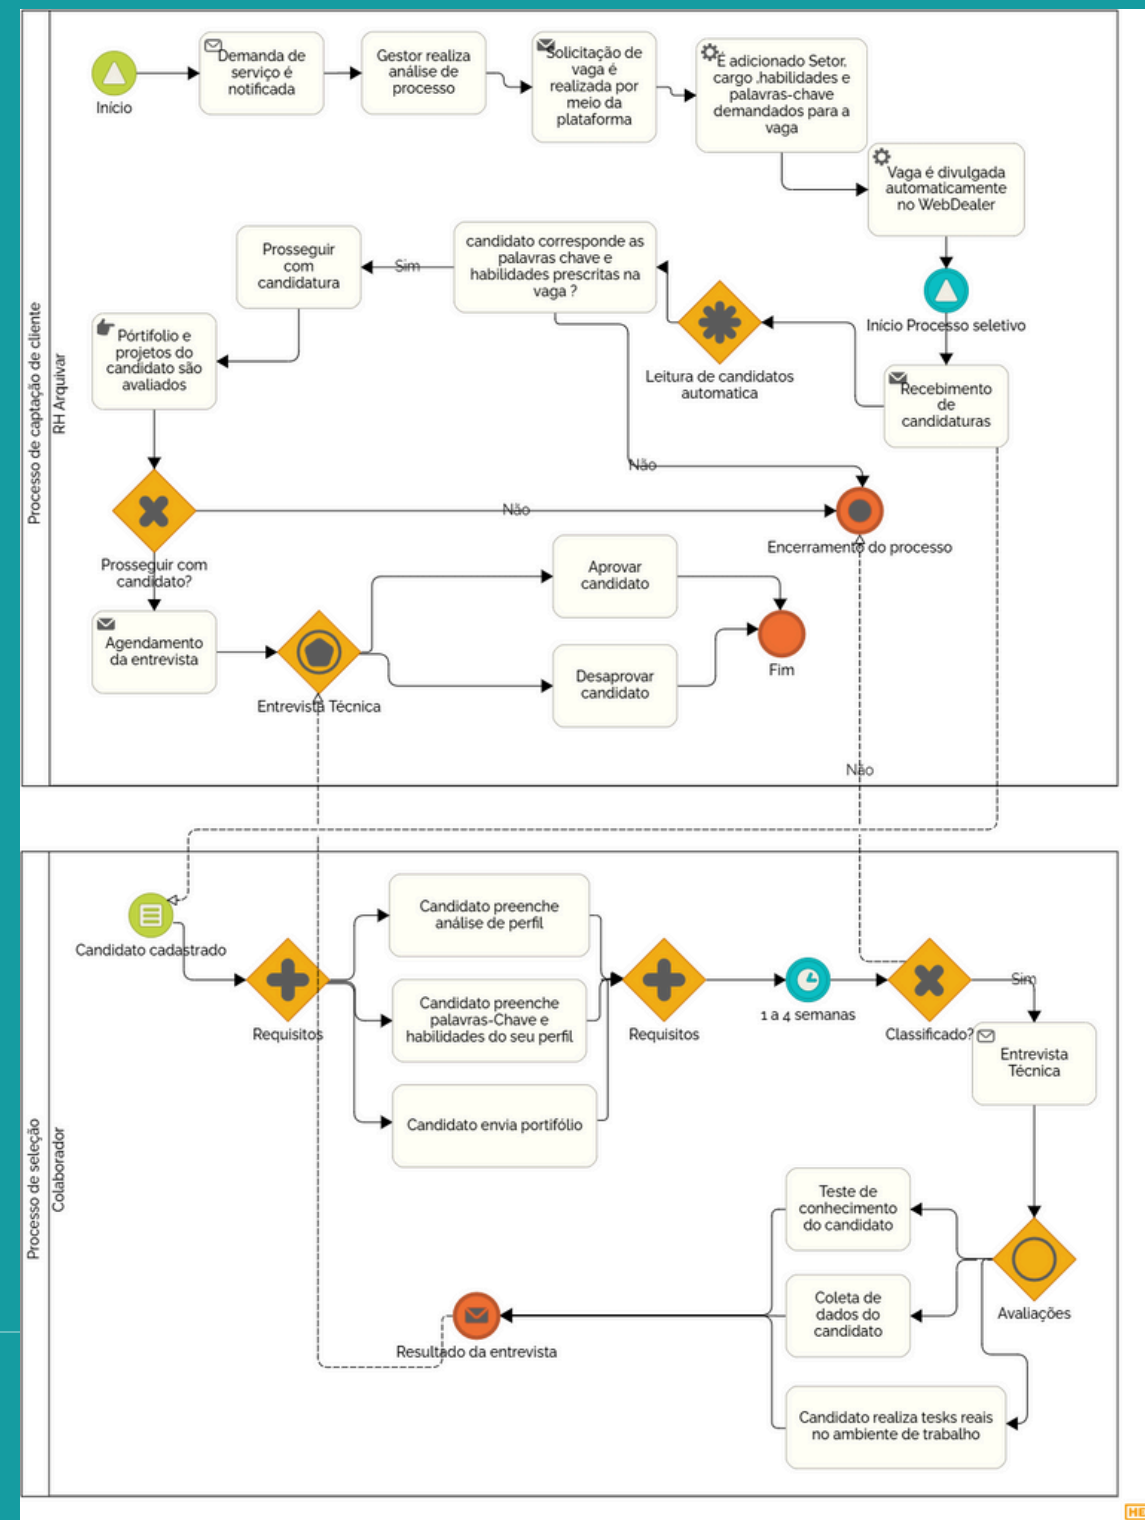 Processo de captação de cliente
RH Arquivar
Início
Demanda de
serviço é
notificada
Gestor realiza
análise de
processo
Solicitação de
vaga é
realizada por
meio da
plataforma
É adicionado Setor,
cargo ,habilidades e
palavras-chave
demandados para a
vaga
Vaga é divulgada
automaticamente
no WebDealer
Início Processo seletivo
Recebimento
de
candidaturas
Leitura de candidatos
automatica
candidato corresponde as
palavras chave e
habilidades prescritas na
vaga ?
Sim
Prosseguir
com
candidatura
Pórtifolio e
projetos do
candidato são
avaliados
Não
Não
Encerramento do processo
Prosseguir com
candidato?
Agendamento
da entrevista
Entrevista Técnica
Aprovar
candidato
Desaprovar
candidato
Fim
Não
Processo de seleção
Colaborador
Candidato cadastrado
Requisitos
Candidato preenche
análise de perfil
Candidato preenche
palavras-Chave e
habilidades do seu perfil
Candidato envia portifólio
Requisitos
1 a 4 semanas
Classificado?
Sim
Entrevista
Técnica
Avaliações
Teste de
conhecimento
do candidato
Coleta de
dados do
candidato
Candidato realiza tesks reais
no ambiente de trabalho
Resultado da entrevista
HE